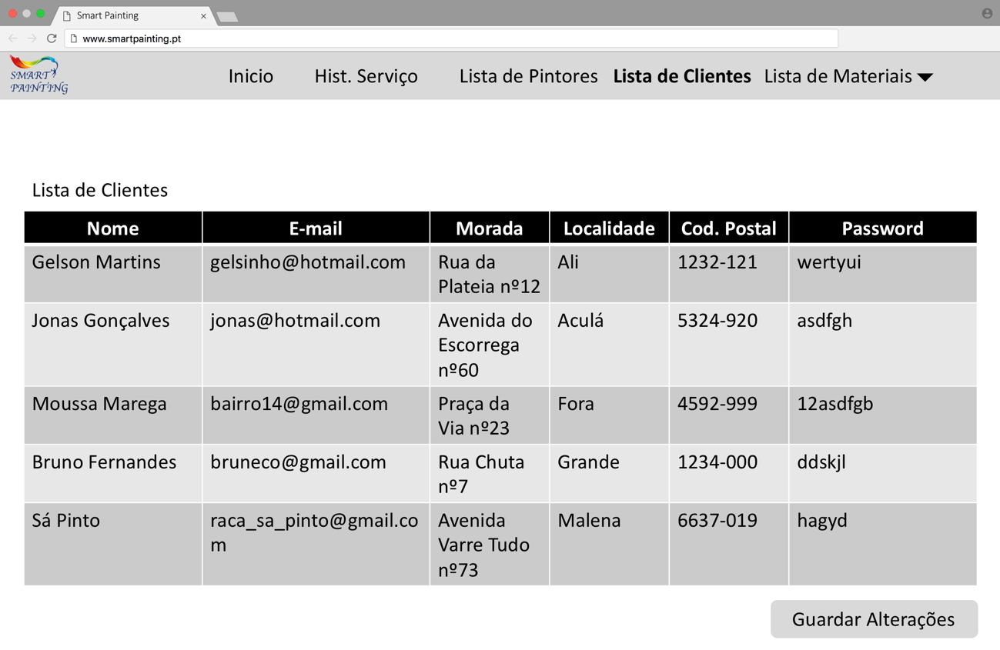 Smart Painting
www.smartpainting.pt
SMART
PAINTING
Inicio Hist. Serviço Lista de Pintores Lista de Clientes Lista de Materiais
Lista de Clientes
Nome E-mail Morada Localidade Cod. Postal Password
Gelson Martins gelsinho@hotmail.com Rua da Ali 1232-121 wertyui
Plateia nº12
Jonas Gonçalves jonas@hotmail.com Avenida do Aculá 5324-920 asdfgh
Escorrega
nº60
Moussa Marega bairro14@gmail.com Praça da Fora 4592-999 12asdfgb
Via nº23
Bruno Fernandes bruneco@gmail.com Rua Chuta Grande 1234-000 ddskjl
nº7
Sá Pinto raca_sa_pinto@gmail.co Avenida Malena 6637-019 hagyd
m Varre Tudo
nº73
Guardar Alterações